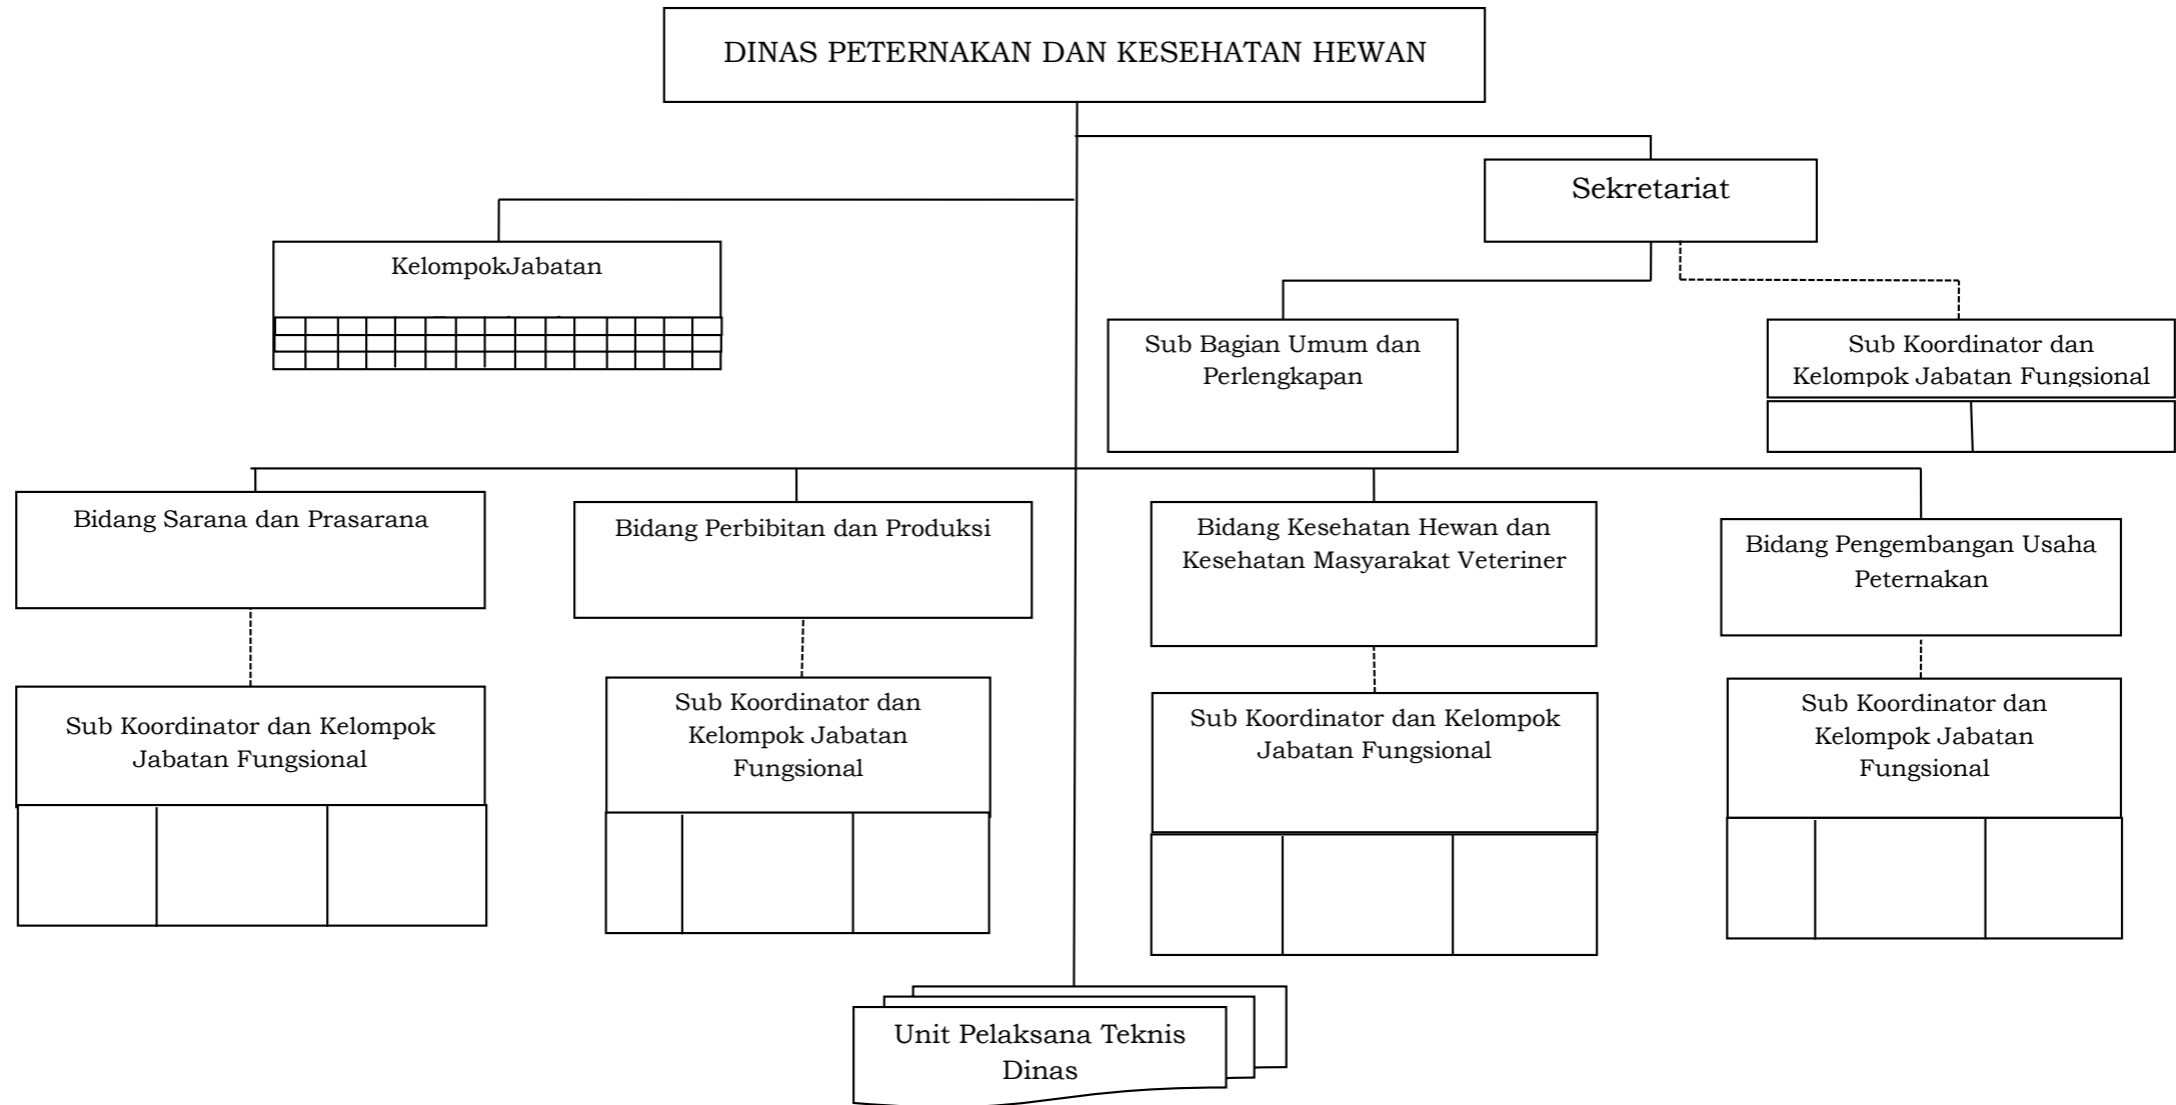 DINAS PETERNAKAN DAN KESEHATAN HEWAN
Sekretariat
KelompokJabatan
Sub Bagian Umum dan
Perlengkapan
Sub Koordinator dan
Kelompok Jabatan Fungsional
Bidang Sarana dan Prasarana
Bidang Perbibitan dan Produksi
Bidang Kesehatan Hewan dan
Kesehatan Masyarakat Veteriner
Bidang Pengembangan Usaha
Peternakan
Sub Koordinator dan Kelompok
Jabatan Fungsional
Sub Koordinator dan
Kelompok Jabatan
Fungsional
Sub Koordinator dan Kelompok
Jabatan Fungsional
Sub Koordinator dan
Kelompok Jabatan
Fungsional
Unit Pelaksana Teknis
Dinas